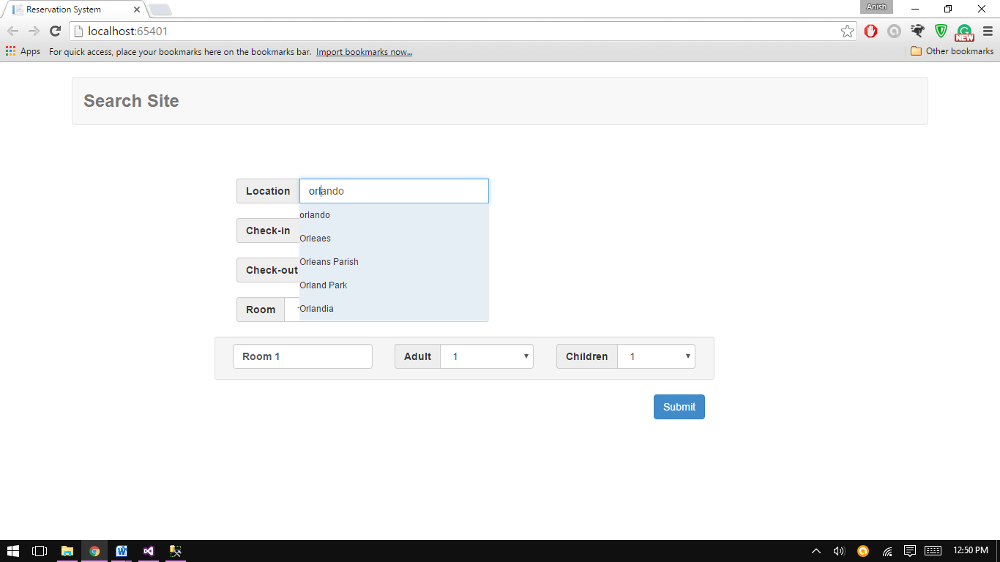 Reservation System
Anish
localhost:65401
NEW
Apps For quick access, place your bookmarks here on the bookmarks bar. Import bookmarks now... Other bookmarks
Search Site
Location orlando
orlando
Check-in
Orleaes
Orleans Parish
Check-out
Orland Park
Room
Orlandia
Room 1 Adult 1 Children 1
Submit
12:50 PM